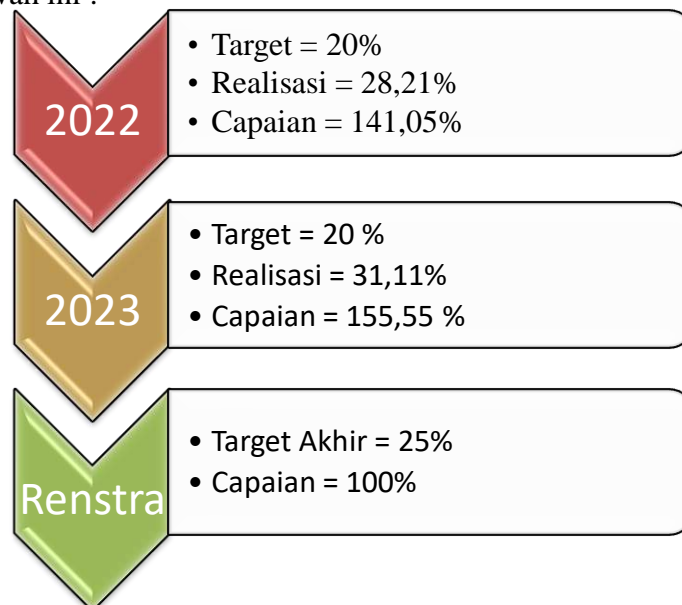 2022
• Target = 20%
• Realisasi = 28,21%
• Capaian = 141,05%
2023
• Target = 20 %
• Realisasi = 31,11%
• Capaian = 155,55 %
Renstra
• Target Akhir = 25%
• Capaian = 100%